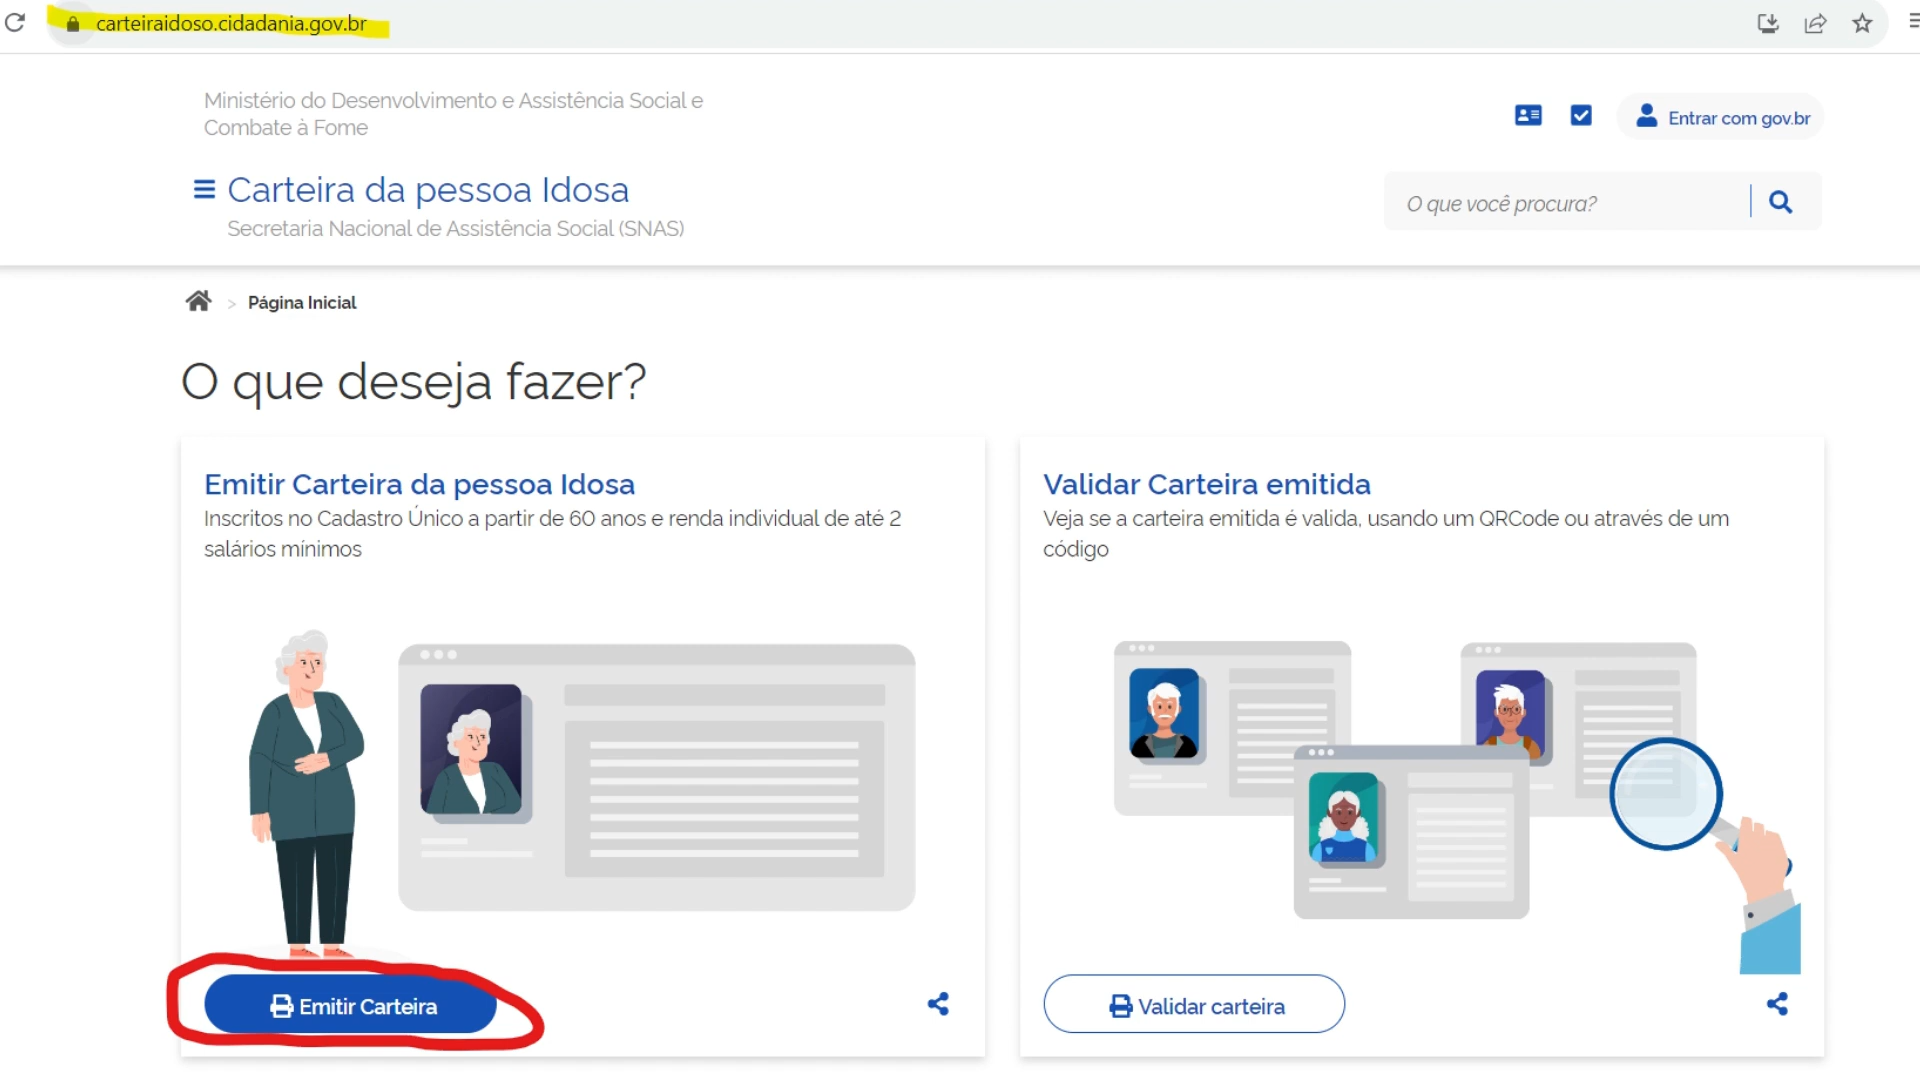 carteiraidoso.cidadania.gov.br
Ministério do Desenvolvimento e Assistência Social e
Combate à Fome
Entrar com gov.br
Carteira da pessoa Idosa
Secretaria Nacional de Assistência Social (SNAS)
O que você procura?
> Página Inicial
O que deseja fazer?
Emitir Carteira da pessoa Idosa
Inscritos no Cadastro Único a partir de 60 anos e renda individual de até 2
salários mínimos
Emitir Carteira
Validar Carteira emitida
Veja se a carteira emitida é valida, usando um QRCode ou através de um
código
Validar carteira